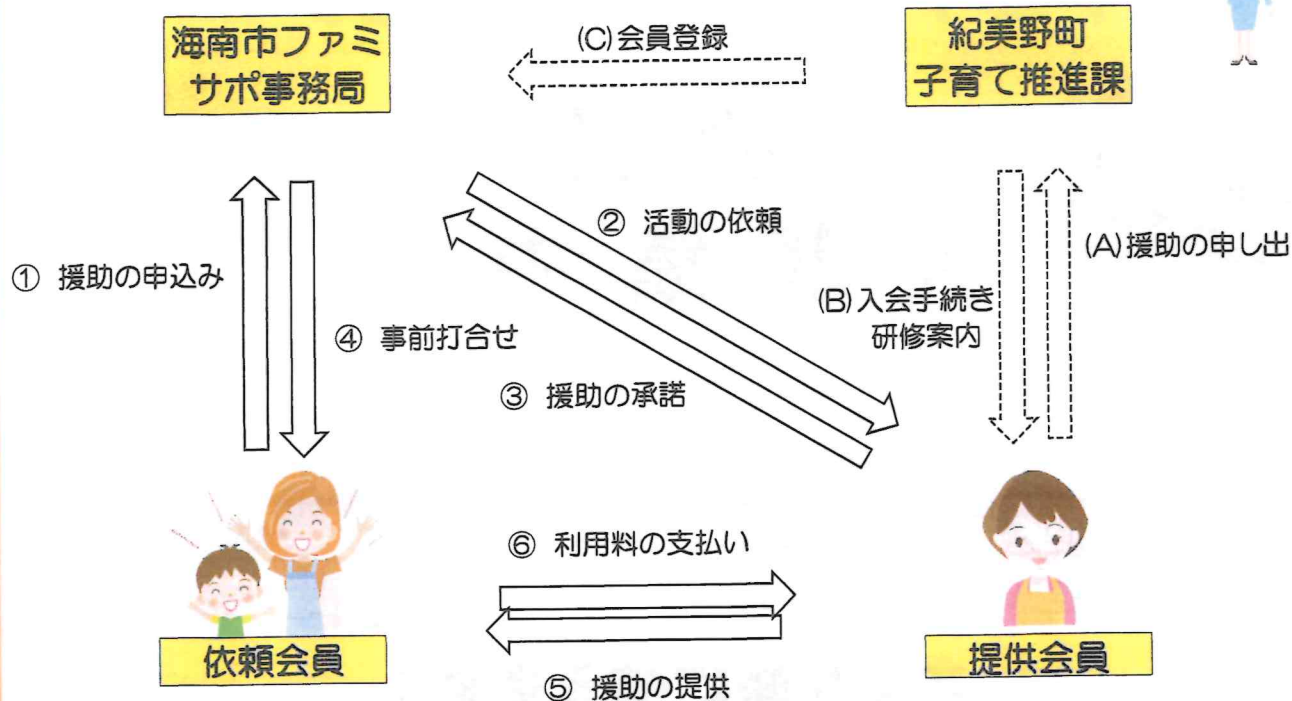 海南市ファミ
サポ事務局
(C)会員登録
紀美野町
子育て推進課
① 援助の申込み
② 活動の依頼
(A)援助の申し出
(B)入会手続き
研修案内
④ 事前打合せ
③ 援助の承諾
⑥ 利用料の支払い
依頼会員
提供会員
⑤ 援助の提供